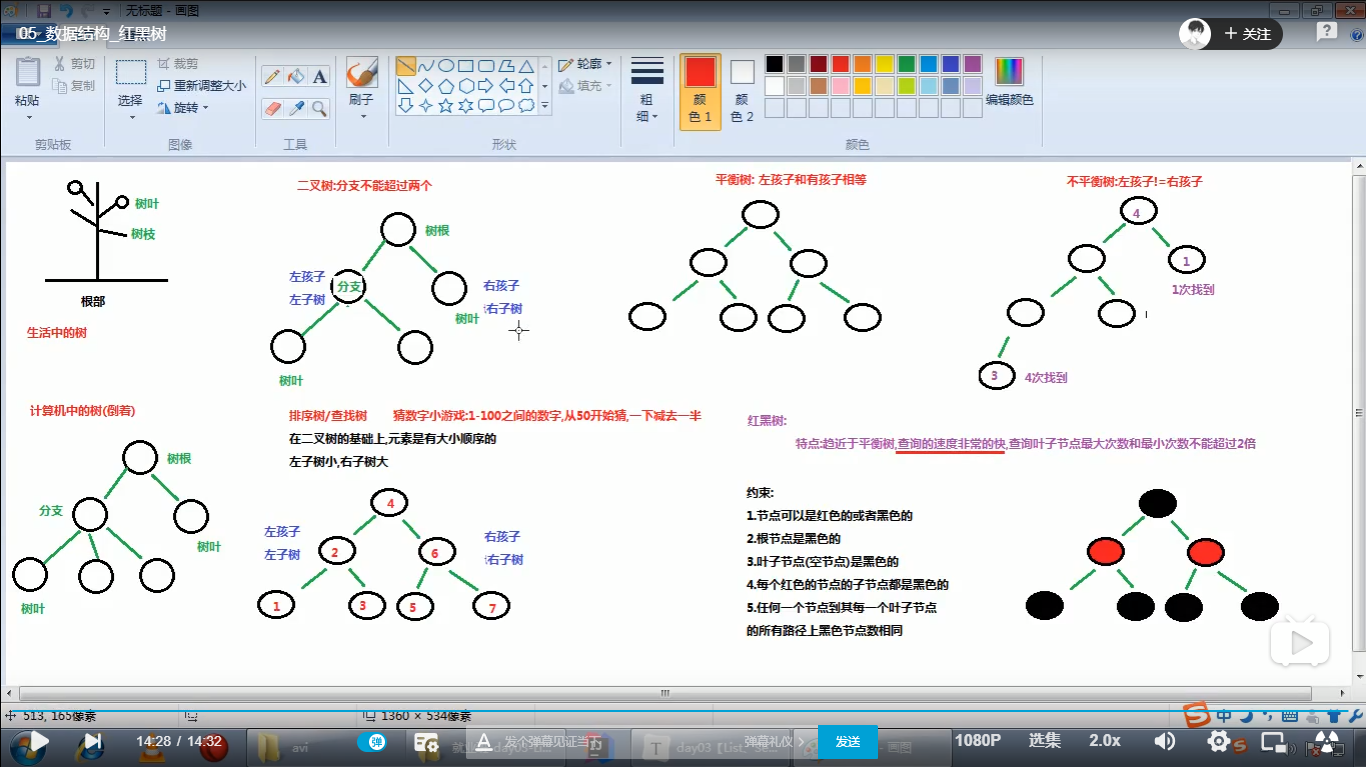 无标题 - 画图
05_数据结构_红黑树
+ 关注
粘贴
剪切
复制
剪贴板
选择
裁剪
重新调整大小
旋转
图像
A
工具
刷子
轮廓
填充
形状
粗
细
颜
色 1
颜
色 2
编辑颜色
颜色
树叶
树枝
根部
生活中的树
二叉树:分支不能超过两个
树根
左孩子
左子树
分支
右孩子
右子树
树叶
树叶
平衡树: 左孩子和有孩子相等
不平衡树:左孩子!=右孩子
4
1
1次找到
3
4次找到
计算机中的树(倒着)
树根
分支
树叶
树叶
排序树/查找树
猜数字小游戏:1-100之间的数字,从50开始猜,一下减去一半
在二叉树的基础上,元素是有大小顺序的
左子树小,右子树大
4
左孩子
左子树
2
6
右孩子
右子树
1
3
5
7
红黑树:
特点:趋近于平衡树,查询的速度非常的快,查询叶子节点最大次数和最小次数不能超过2倍
约束:
1.节点可以是红色的或者黑色的
2.根节点是黑色的
3.叶子节点(空节点)是黑色的
4.每个红色的节点的子节点都是黑色的
5.任何一个节点到其每一个叶子节点
的所有路径上黑色节点数相同
513, 165像素
1360 × 534像素
中
14:28 / 14:32
avi
弹
A
发个弹幕见证当
弹幕礼仪
发送
day03
画图
1080P
选集
2.0x